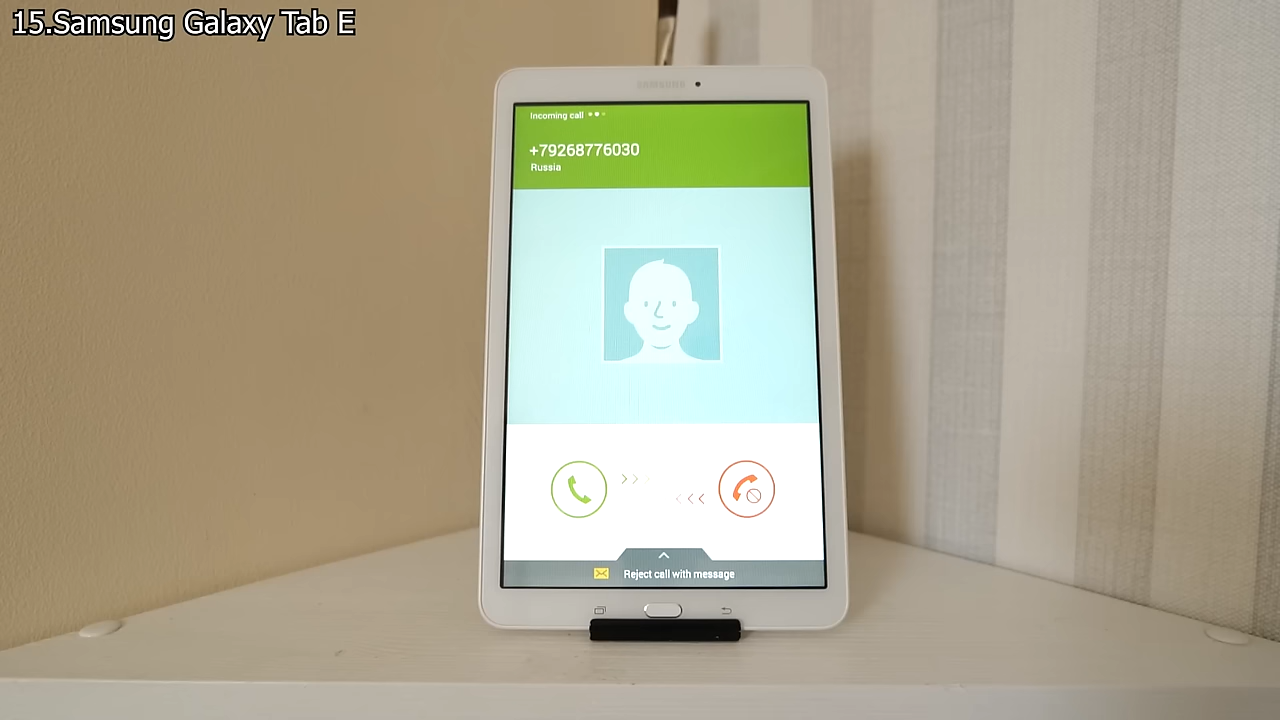 15.Samsung Galaxy Tab E
SAMSUNG
Incoming call
+79268776030
Russia
Reject call with message